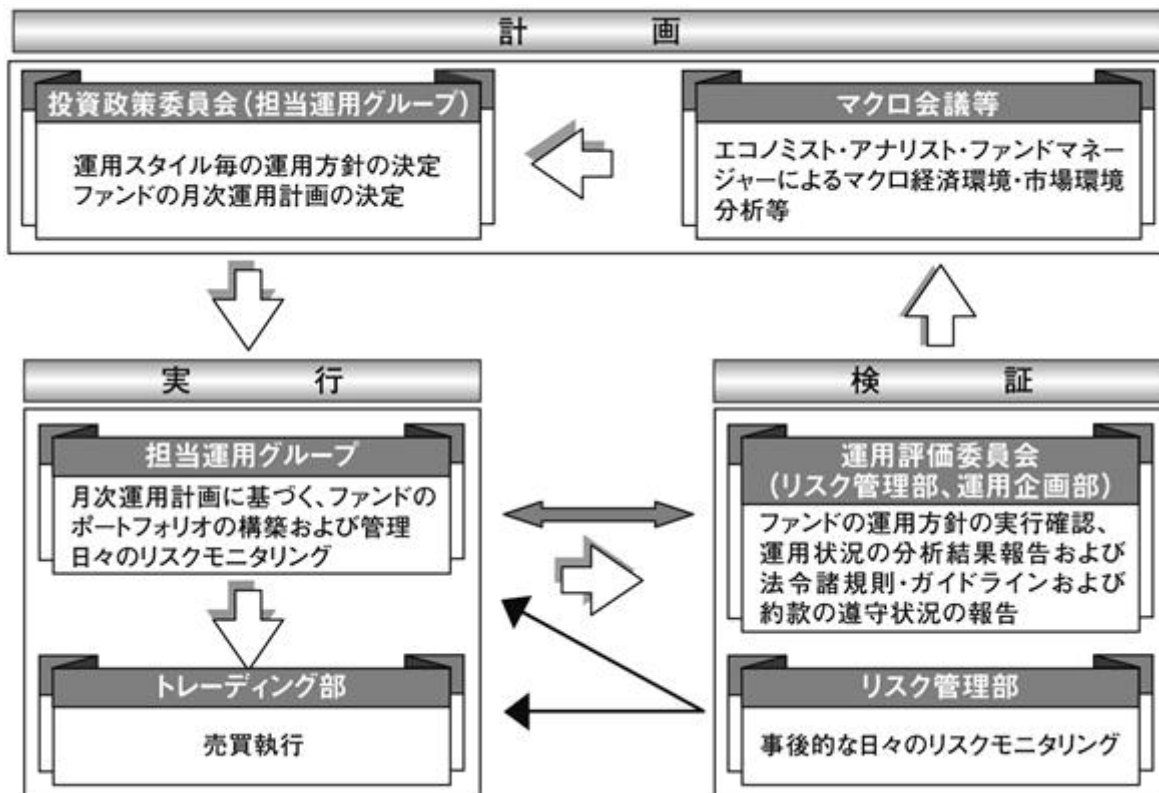 計画
投資政策委員会(担当運用グループ)
運用スタイル毎の運用方針の決定
ファンドの月次運用計画の決定
マクロ会議等
エコノミスト・アナリスト・ファンドマネー
ジャーによるマクロ経済環境・市場環境
分析等
実行
担当運用グループ
月次運用計画に基づく、ファンドの
ポートフォリオの構築および管理
日々のリスクモニタリング
トレーディング部
売買執行
検証
運用評価委員会
(リスク管理部、運用企画部)
ファンドの運用方針の実行確認、
運用状況の分析結果報告および
法令諸規則・ガイドラインおよび
約款の遵守状況の報告
リスク管理部
事後的な日々のリスクモニタリング